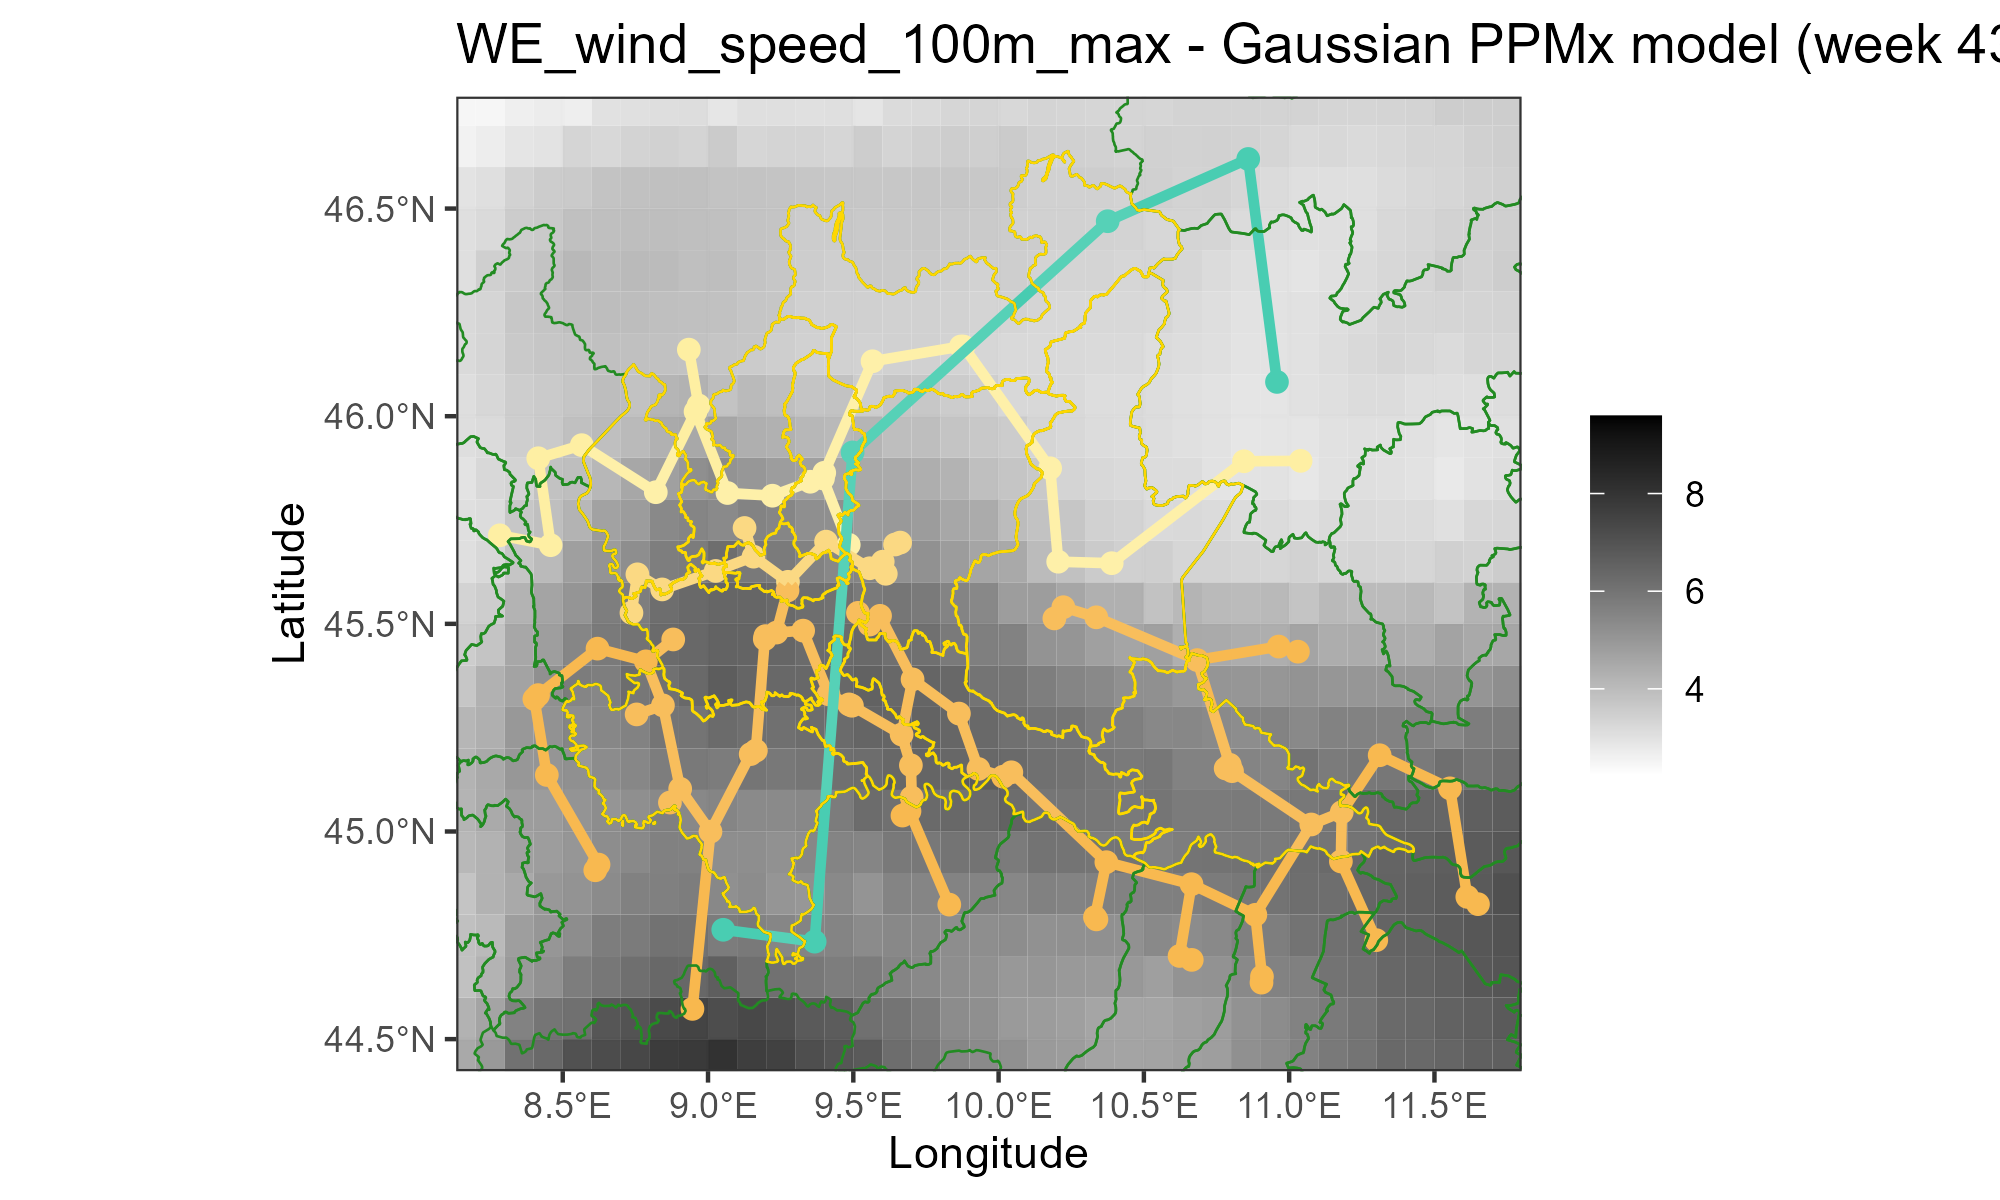 WE_wind_speed_100m_max - Gaussian PPMx model (week 43
46.5°N
46.0°N
45.5°N
45.0°N
44.5°N
Latitude
8.5°E 9.0°E 9.5°E 10.0°E 10.5°E 11.0°E 11.5°E
Longitude
8
6
4